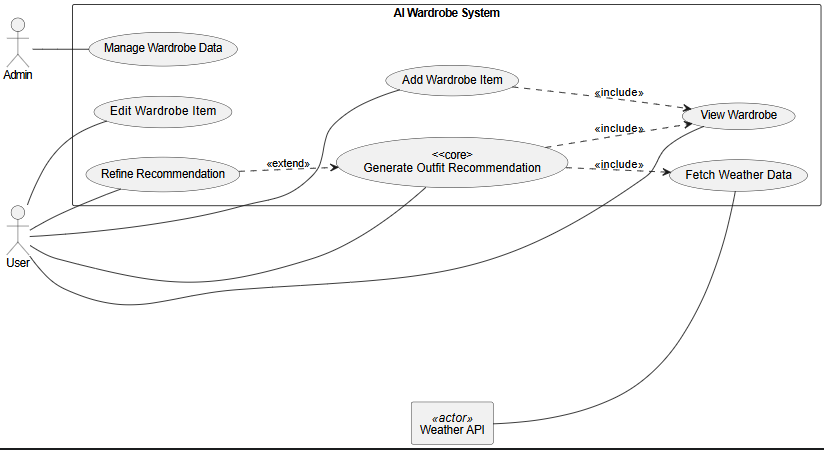 AI Wardrobe System
Admin
Manage Wardrobe Data
Add Wardrobe Item
«include»
Edit Wardrobe Item
View Wardrobe
«include»
<<core>
Generate Outfit Recommendation
«extend»
«include»
Refine Recommendation
Fetch Weather Data
User
«actor»
Weather API